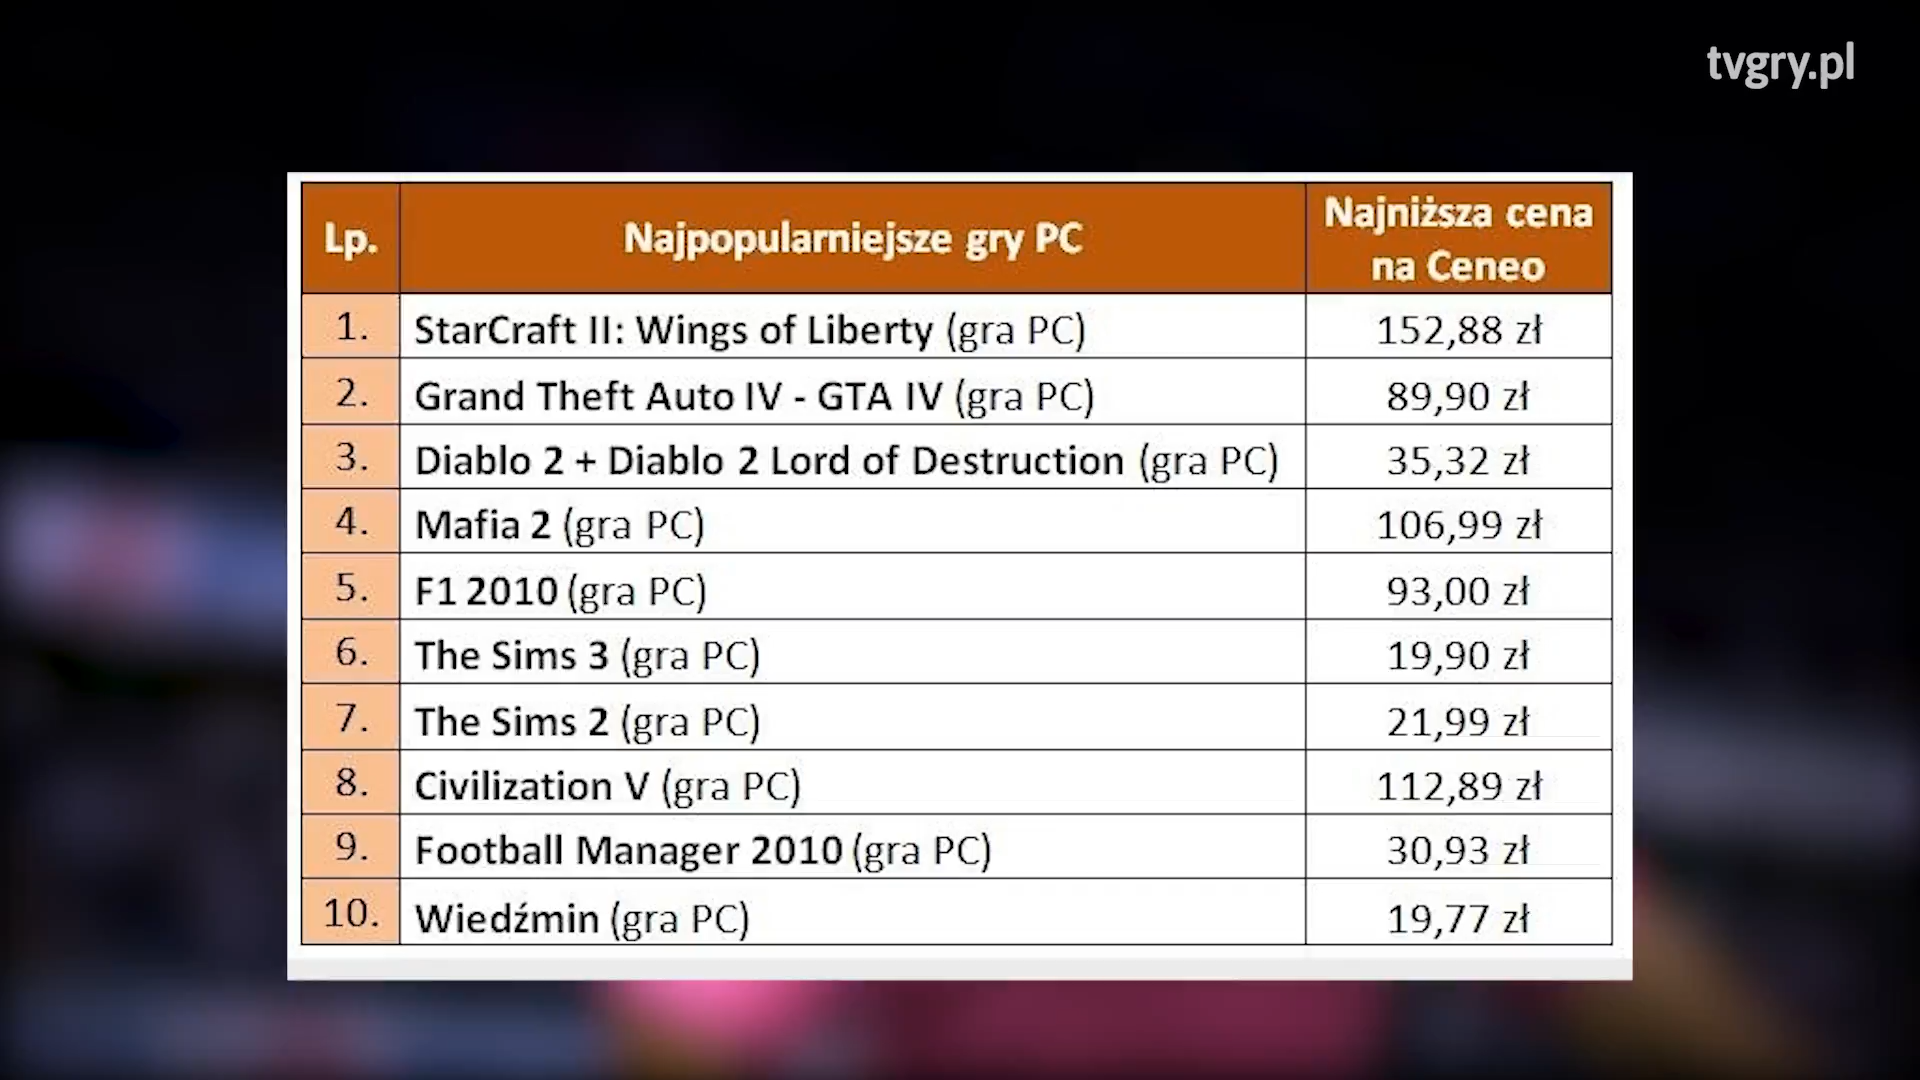 tvgry.pl
Lp. Najpopularniejsze gry PC Najniższa cena
na Ceneo
1. StarCraft II: Wings of Liberty (gra PC) 152,88 zł
2. Grand Theft Auto IV - GTA IV (gra PC) 89,90 zł
3. Diablo 2 + Diablo 2 Lord of Destruction (gra PC) 35,32 zł
4. Mafia 2 (gra PC) 106,99 zł
5. F1 2010 (gra PC) 93,00 zł
6. The Sims 3 (gra PC) 19,90 zł
7. The Sims 2 (gra PC) 21,99 zł
8. Civilization V (gra PC) 112,89 zł
9. Football Manager 2010 (gra PC) 30,93 zł
10. Wiedźmin (gra PC) 19,77 zł